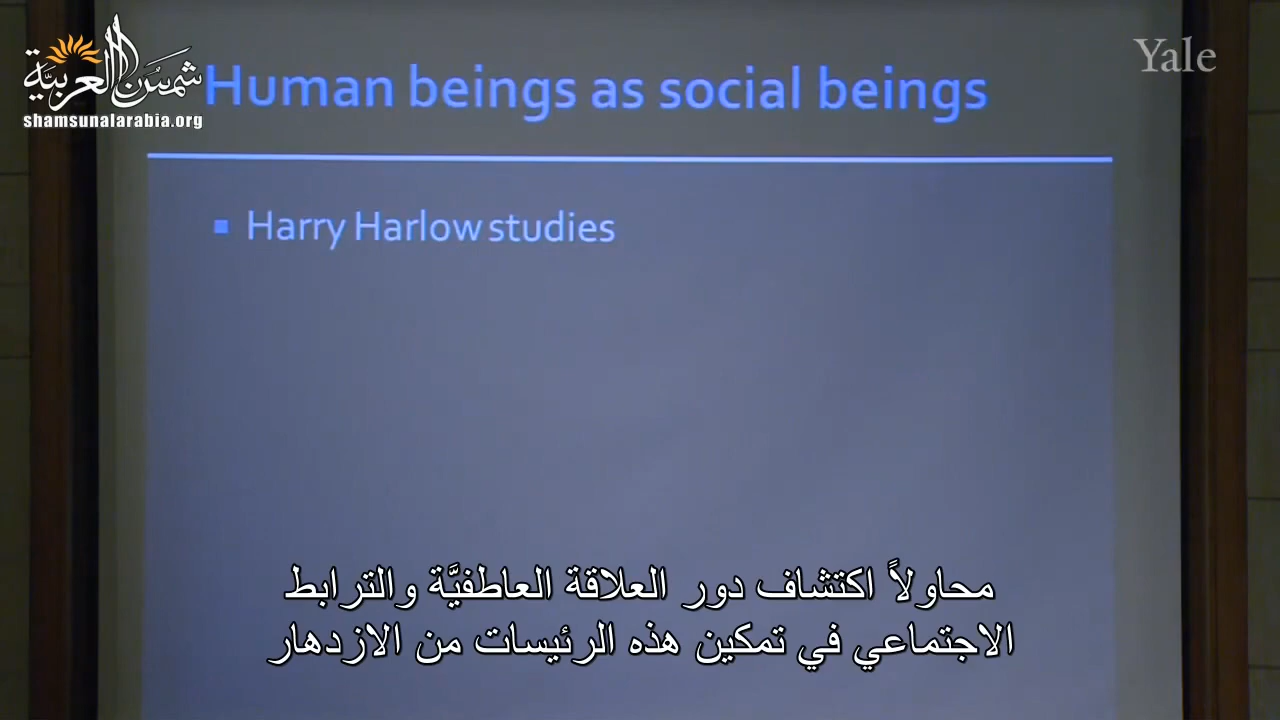 شمس العربية
shamsunalarabia.org
Yale
Human beings as social beings
Harry Harlow studies
محاولاً اكتشاف دور العلاقة العاطفيَّة والترابط
الاجتماعي في تمكين هذه الرئيسات من الازدهار